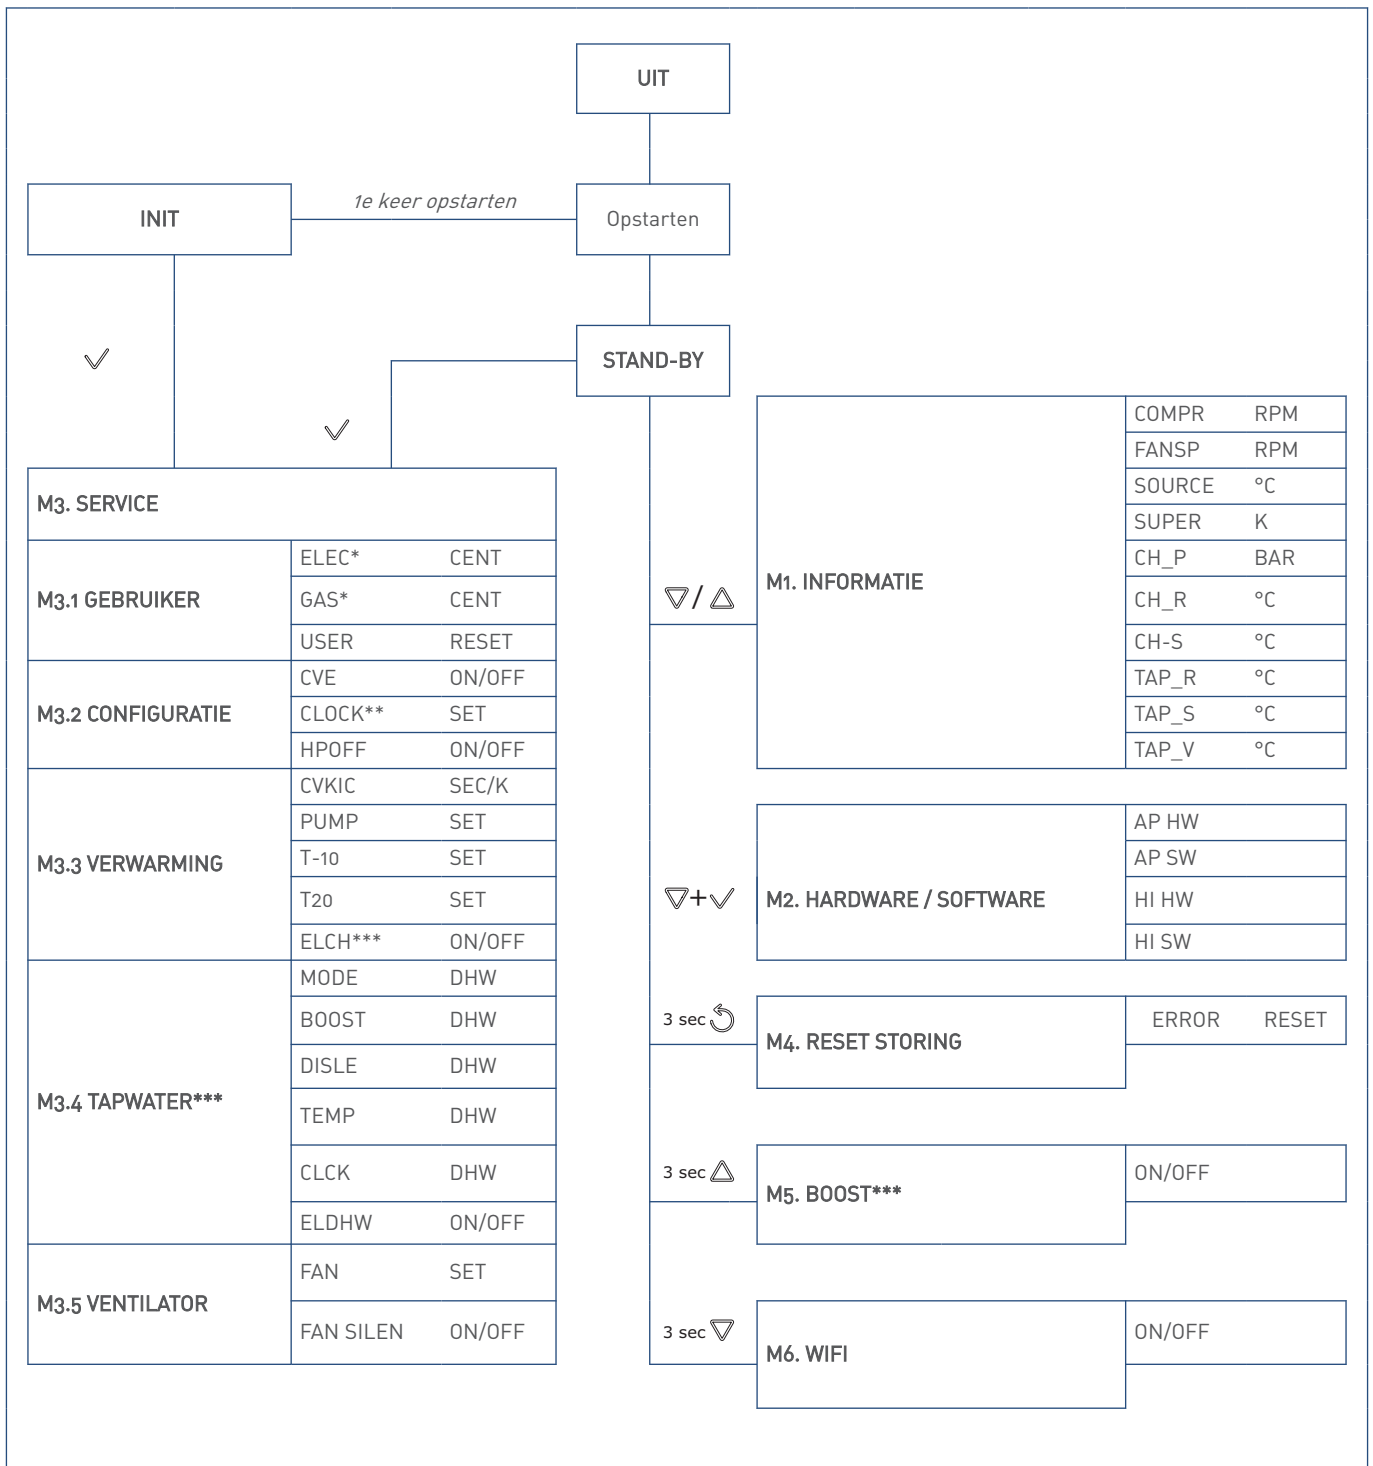 UIT
INIT
1e keer opstarten
Opstarten
STAND-BY
M3. SERVICE
M3.1 GEBRUIKER
ELEC* CENT
GAS* CENT
USER RESET
M3.2 CONFIGURATIE
CVE ON/OFF
CLOCK** SET
HPOFF ON/OFF
M3.3 VERWARMING
CVKIC SEC/K
PUMP SET
T-10 SET
T20 SET
ELCH*** ON/OFF
M3.4 TAPWATER***
MODE DHW
BOOST DHW
DISLE DHW
TEMP DHW
CLCK DHW
ELDHW ON/OFF
M3.5 VENTILATOR
FAN SET
FAN SILEN ON/OFF
/
M1. INFORMATIE
COMPR RPM
FANSP RPM
SOURCE °C
SUPER K
CH_P BAR
CH_R °C
CH-S °C
TAP_R °C
TAP_S °C
TAP_V °C
+
M2. HARDWARE / SOFTWARE
AP HW
AP SW
HI HW
HI SW
3 sec
M4. RESET STORING
ERROR RESET
3 sec
M5. BOOST***
ON/OFF
3 sec
M6. WIFI
ON/OFF